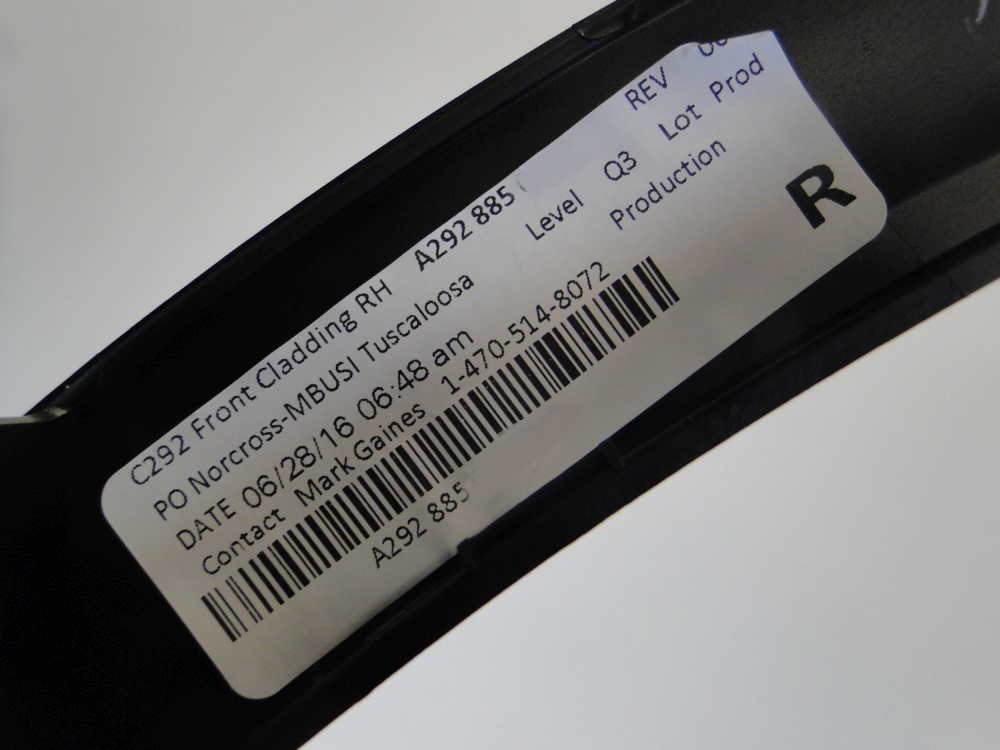 C292 Front Cladding RH A292 885 REV
PO Norcross-MBUSI Tuscaloosa Level Q3 Lot Prod
DATE 06/28/16 06:48 am Production
Contact Mark Gaines 1-470-514-8072
R
A292 885